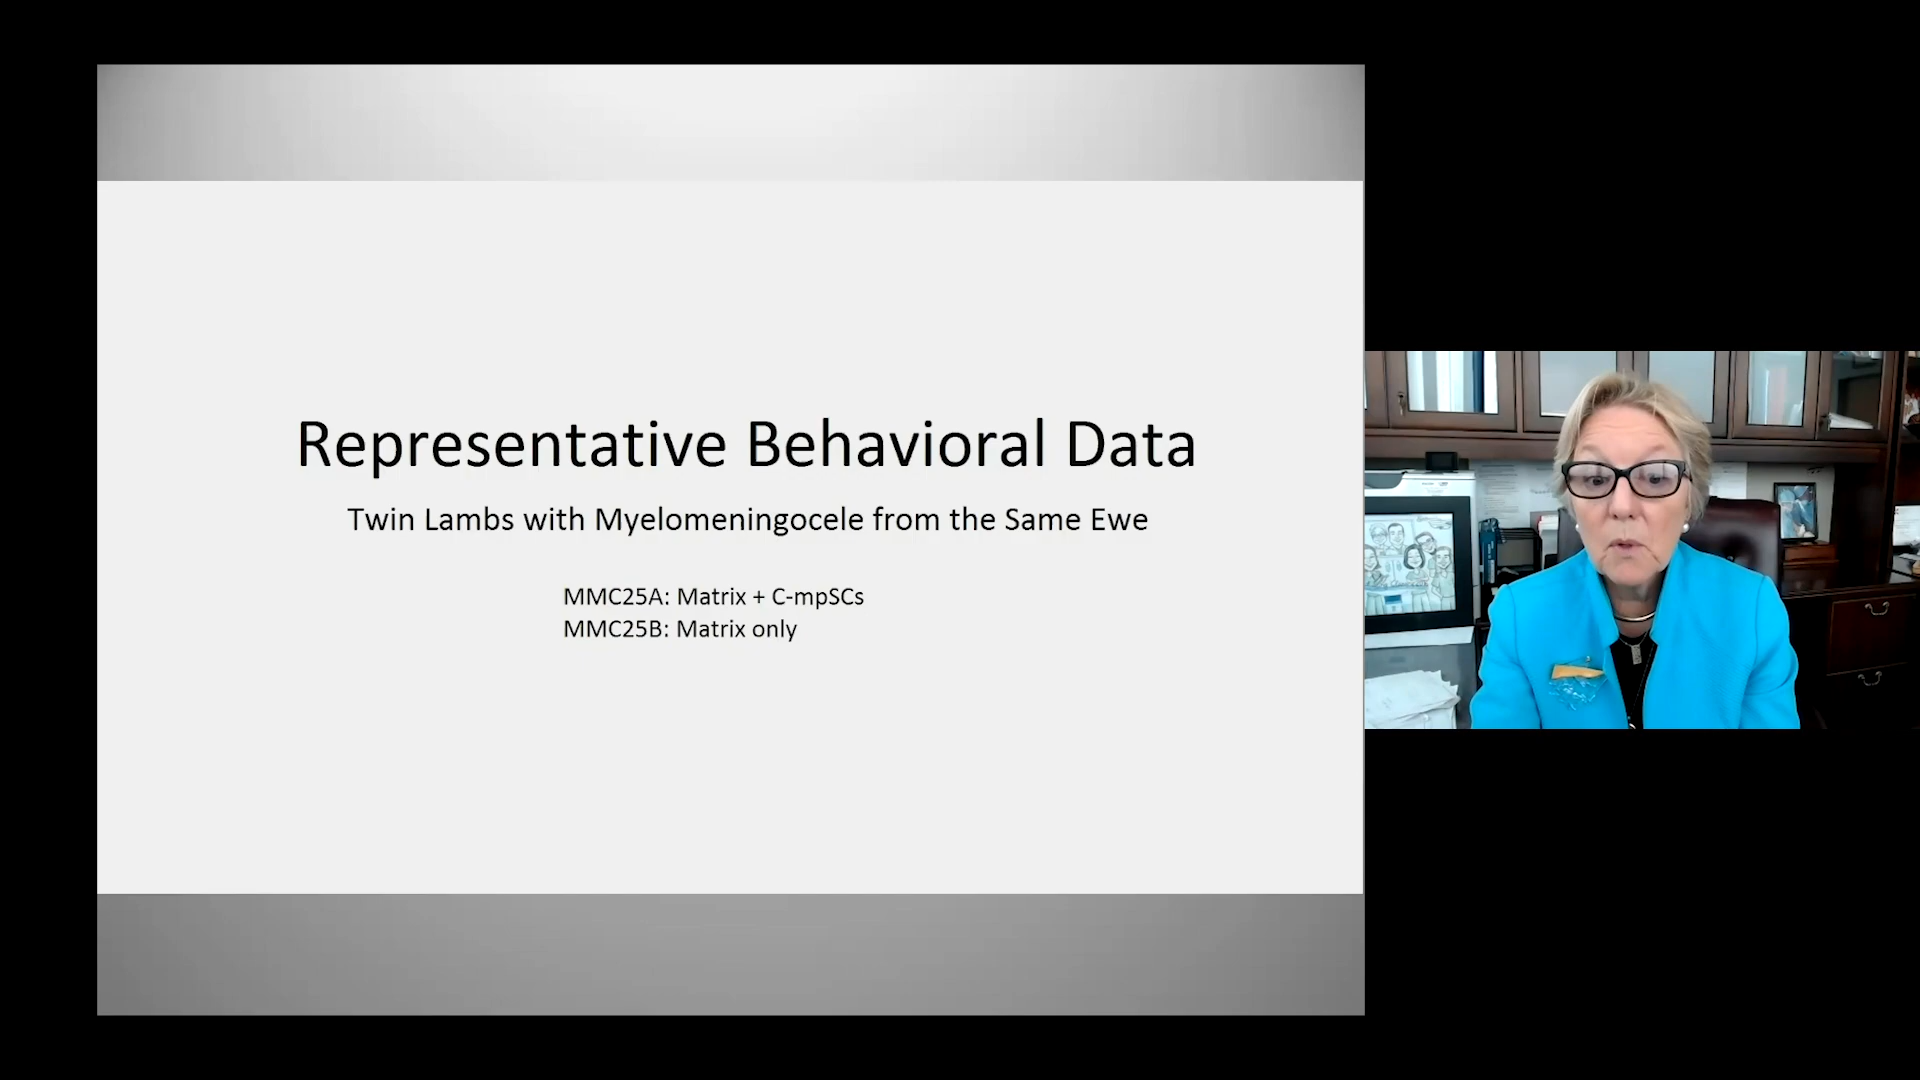 Representative Behavioral Data
Twin Lambs with Myelomeningocele from the Same Ewe
MMC25A: Matrix + C-mpSCs
MMC25B: Matrix only